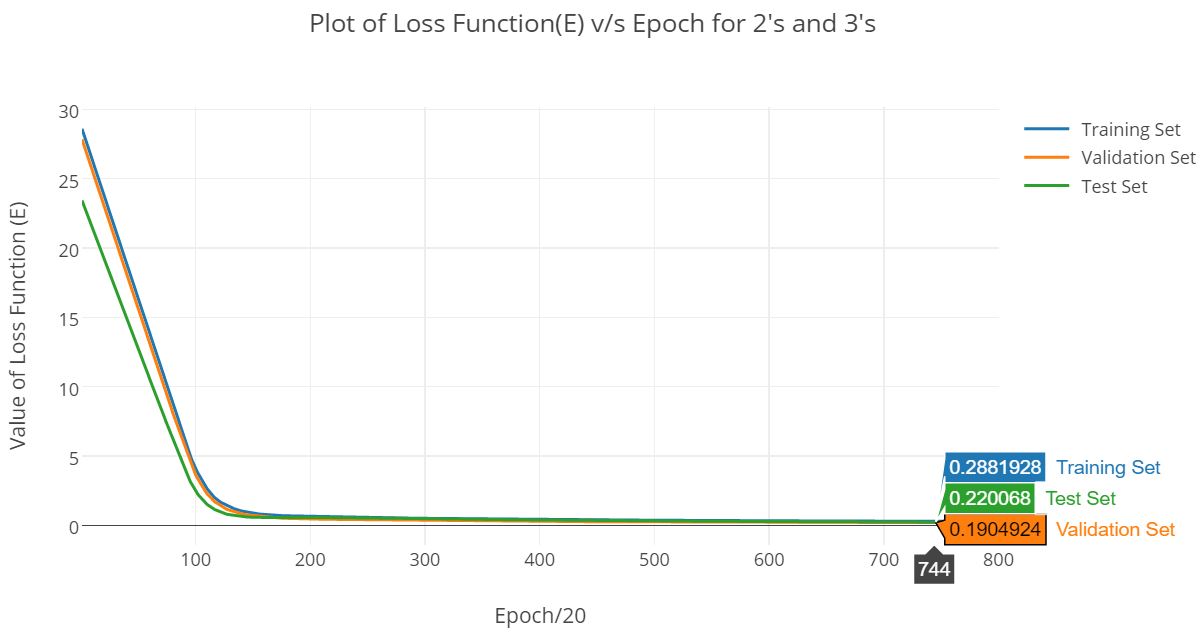 Plot of Loss Function(E) v/s Epoch for 2's and 3's
Value of Loss Function (E)
30
25
20
15
10
5
0
Training Set
Validation Set
Test Set
0.2881928 Training Set
0.220068 Test Set
0.1904924 Validation Set
100 200 300 400 500 600 700 800
744
Epoch/20